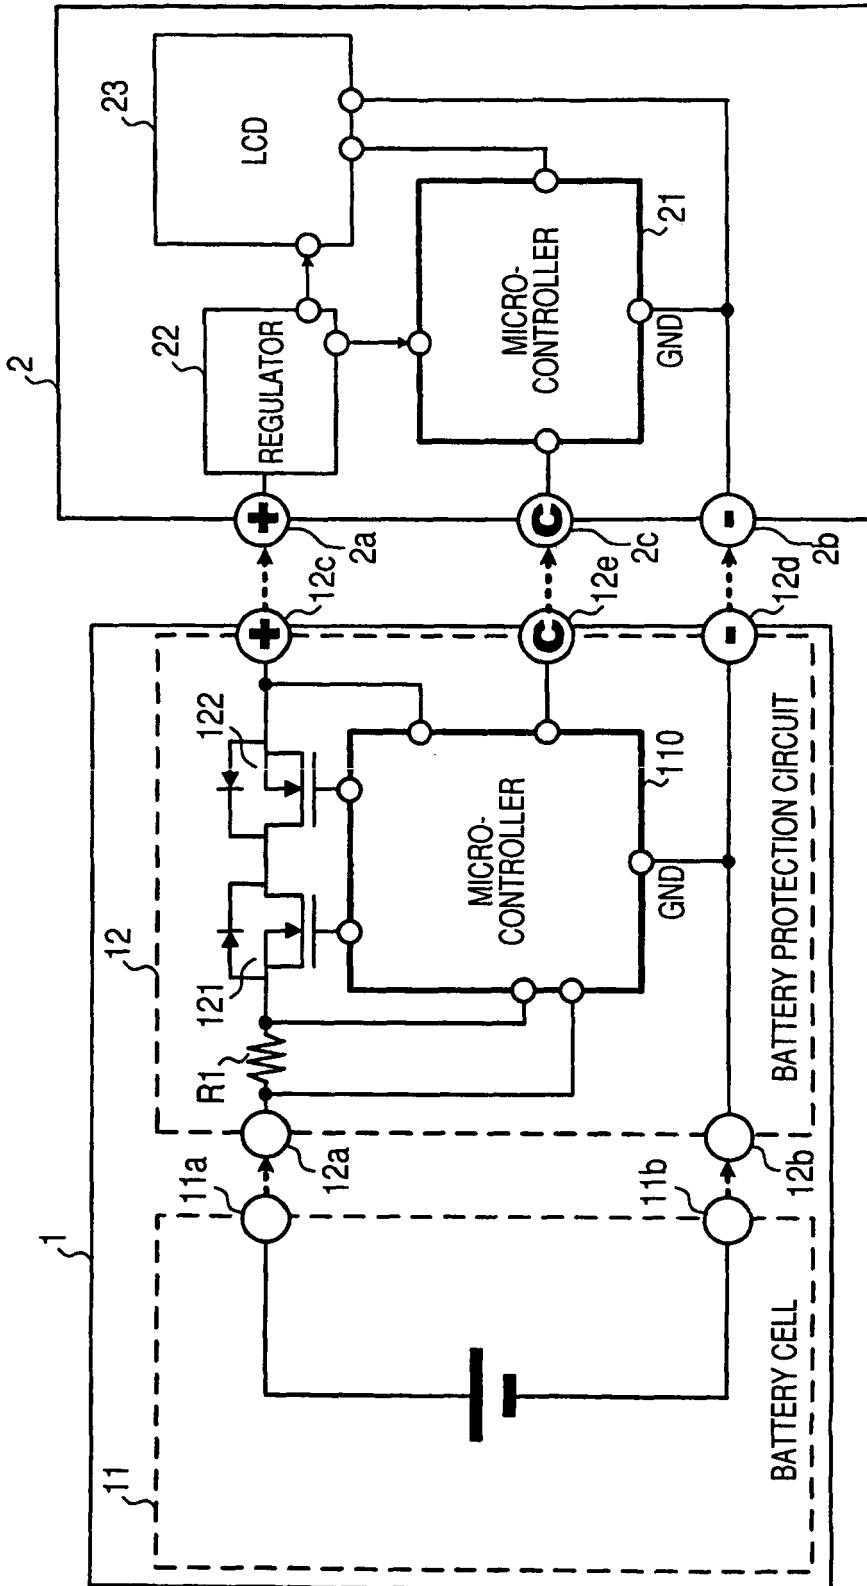 1
11
BATTERY CELL
11a
11b
12
BATTERY PROTECTION CIRCUIT
12a
12b
R1
121
122
MICRO-
CONTROLLER
110
GND
+
12c
C
12e
-
12d
2
+
2a
C
2c
-
2b
22
REGULATOR
23
LCD
MICRO-
CONTROLLER
21
GND